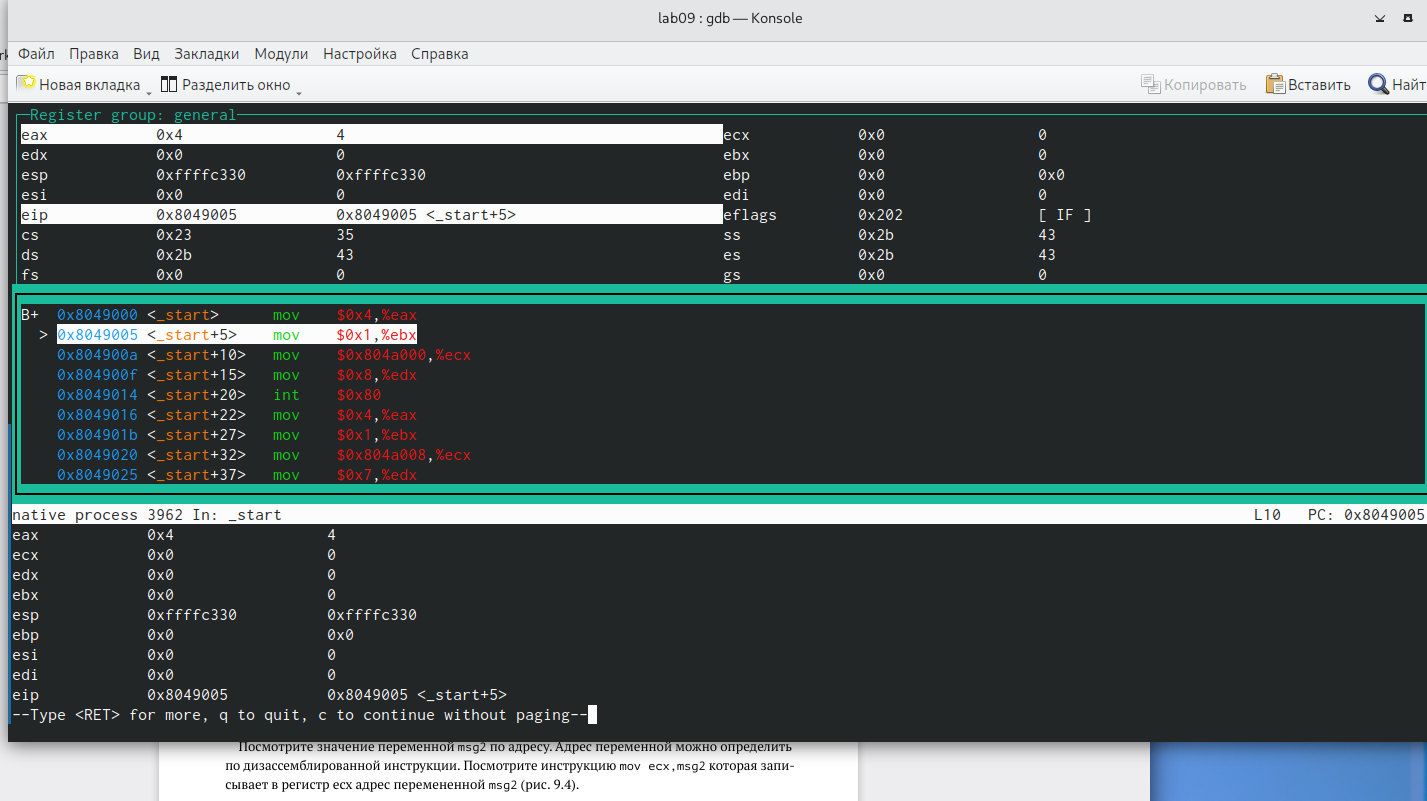 lab09 : gdb — Konsole
Файл Правка Вид Закладки Модули Настройка Справка
Новая вкладка Разделить окно Копировать Вставить Найт
Register group: general
eax 0x4 4 ecx 0x0 0
edx 0x0 0 ebx 0x0 0
esp 0xffffc330 0xffffc330 ebp 0x0 0x0
esi 0x0 0 edi 0x0 0
eip 0x8049005 0x8049005 <_start+5> eflags 0x202 [ IF ]
cs 0x23 35 ss 0x2b 43
ds 0x2b 43 es 0x2b 43
fs 0x0 0 gs 0x0 0
B+ 0x8049000 <_start> mov $0x4,%eax
> 0x8049005 <_start+5> mov $0x1,%ebx
0x804900a <_start+10> mov $0x804a000,%ecx
0x804900f <_start+15> mov $0x8,%edx
0x8049014 <_start+20> int $0x80
0x8049016 <_start+22> mov $0x4,%eax
0x804901b <_start+27> mov $0x1,%ebx
0x8049020 <_start+32> mov $0x804a008,%ecx
0x8049025 <_start+37> mov $0x7,%edx
native process 3962 In: _start L10 PC: 0x8049005
eax 0x4 4
ecx 0x0 0
edx 0x0 0
ebx 0x0 0
esp 0xffffc330 0xffffc330
ebp 0x0 0x0
esi 0x0 0
edi 0x0 0
eip 0x8049005 0x8049005 <_start+5>
--Type <RET> for more, q to quit, c to continue without paging--
Посмотрите значение переменной msg2 по адресу. Адрес переменной можно определить
по дизассемблированной инструкции. Посмотрите инструкцию mov ecx,msg2 которая запи-
сывает в регистр ecx адрес перемененной msg2 (рис. 9.4).